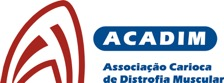 ACADIM
Associação Carioca
de Distrofia Muscular